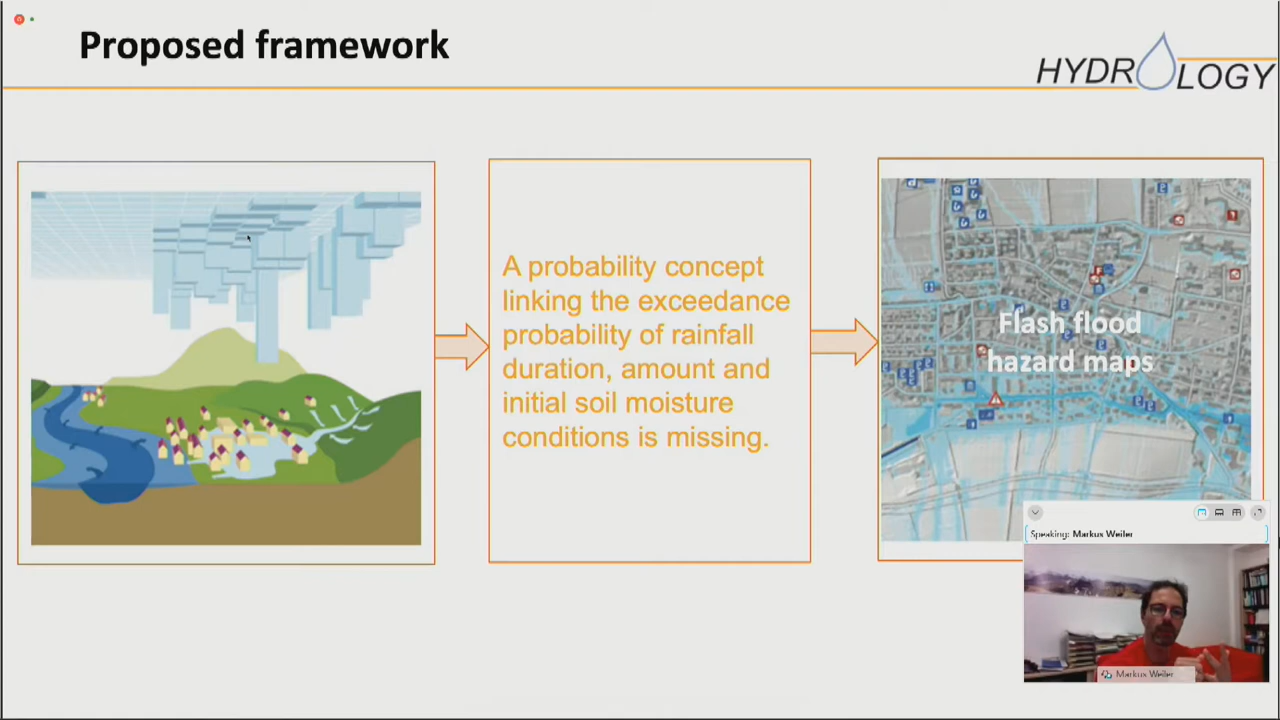 Proposed framework
HYDROLOGY
A probability concept
linking the exceedance
probability of rainfall
duration, amount and
initial soil moisture
conditions is missing.
Flash flood
hazard maps
Speaking: Markus Weiler
Markus Weiler